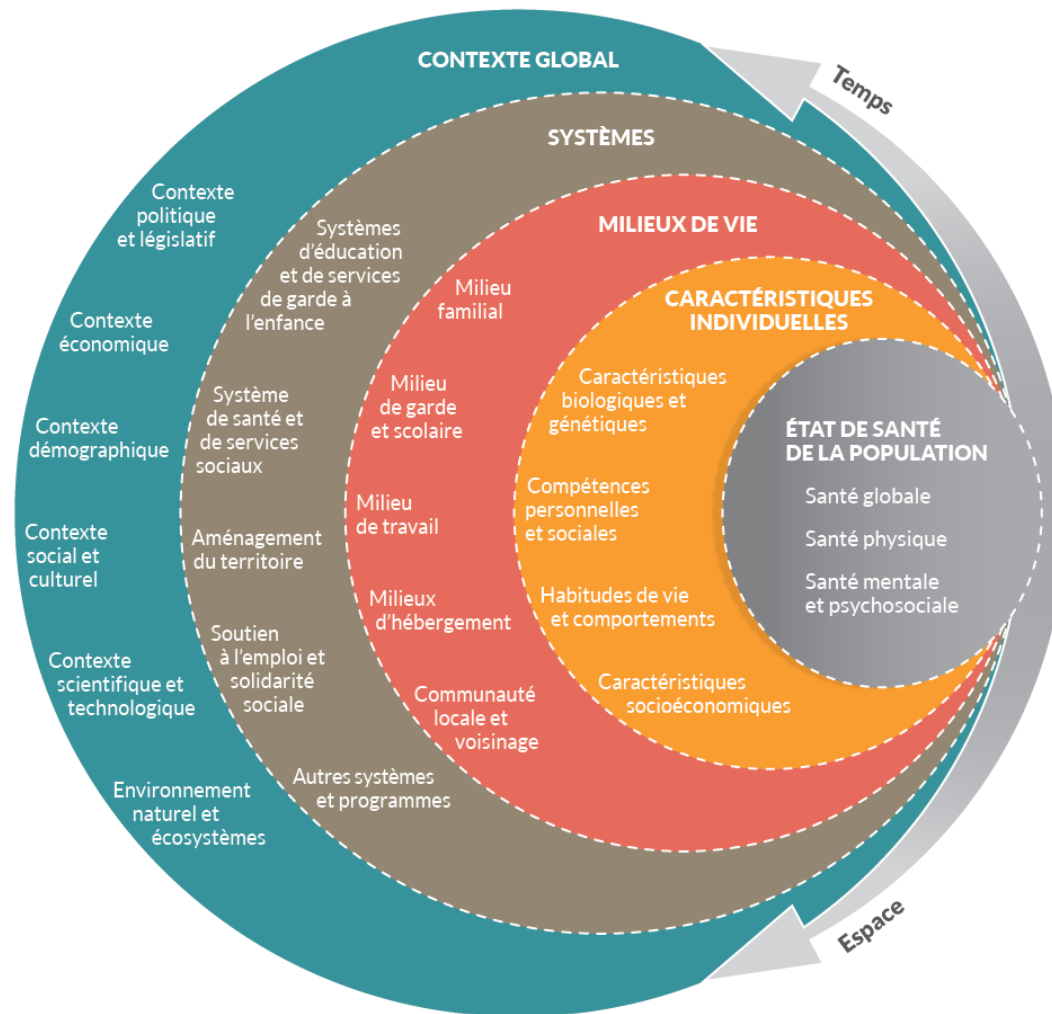 CONTEXTE GLOBAL
Contexte
politique
et législatif
Contexte
économique
Contexte
démographique
Contexte
social et
culturel
Contexte
scientifique et
technologique
Environnement
naturel et
écosystèmes
SYSTÈMES
Systèmes
d’éducation
et de services
de garde à
l’enfance
Système
de santé et
de services
sociaux
Aménagement
du territoire
Soutien
à l’emploi et
solidarité
sociale
Autres systèmes
et programmes
MILIEUX DE VIE
Milieu
familial
Milieu
de garde
et scolaire
Milieu
de travail
Milieux
d’hébergement
Communauté
locale et
voisinage
CARACTÉRISTIQUES
INDIVIDUELLES
Caractéristiques
biologiques et
génétiques
Compétences
personnelles
et sociales
Habitudes de vie
et comportements
Caractéristiques
socioéconomiques
ÉTAT DE SANTÉ
DE LA POPULATION
Santé globale
Santé physique
Santé mentale
et psychosociale
Temps
Espace